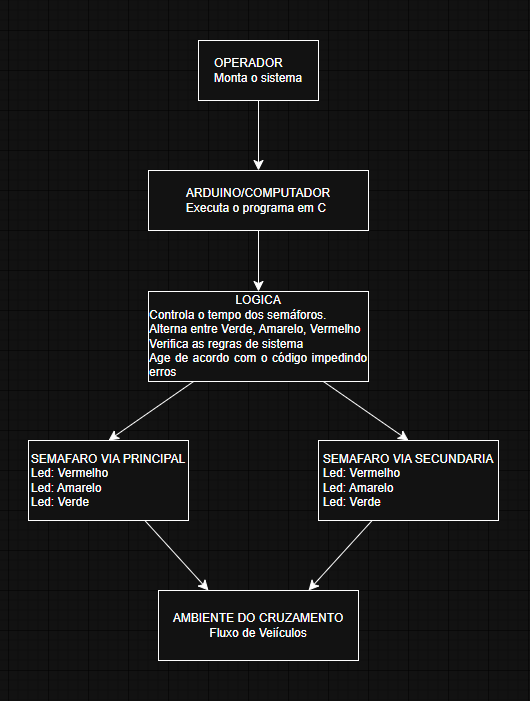 OPERADOR
Monta o sistema
ARDUINO/COMPUTADOR
Executa o programa em C
LOGICA
Controla o tempo dos semáforos.
Alterna entre Verde, Amarelo, Vermelho
Verifica as regras de sistema
Age de acordo com o código impedindo
erros
SEMAFARO VIA PRINCIPAL
Led: Vermelho
Led: Amarelo
Led: Verde
SEMAFARO VIA SECUNDARIA
Led: Vermelho
Led: Amarelo
Led: Verde
AMBIENTE DO CRUZAMENTO
Fluxo de Veiículos